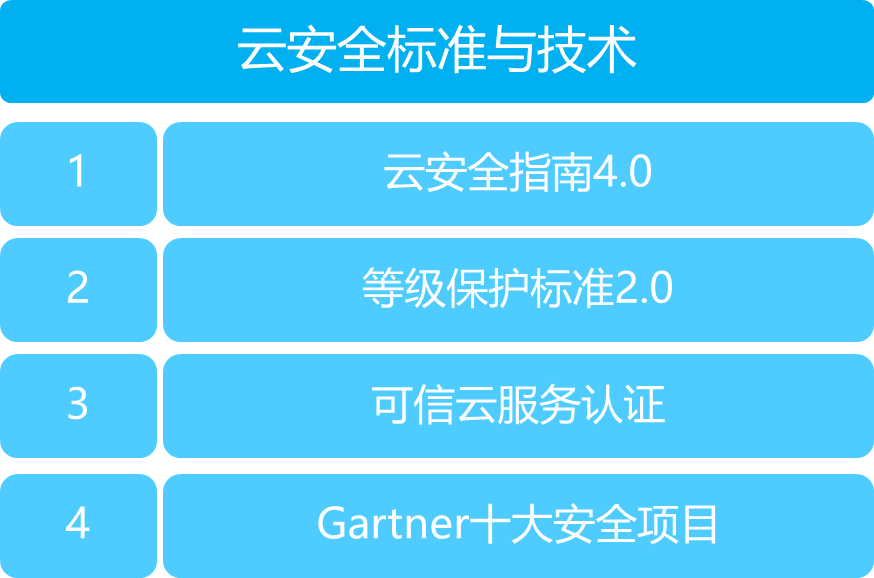 云安全标准与技术
1 云安全指南4.0
2 等级保护标准2.0
3 可信云服务认证
4 Gartner十大安全项目